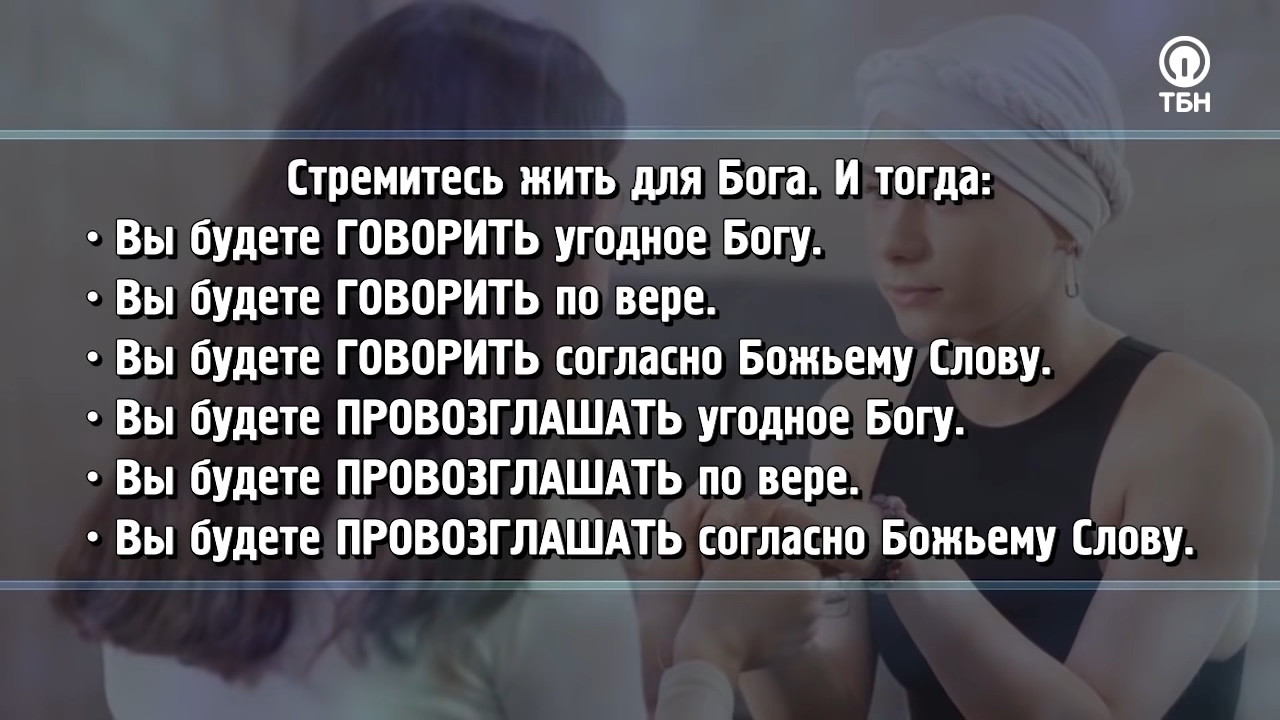 ТБН
Стремитесь жить для Бога. И тогда:
• Вы будете ГОВОРИТЬ угодное Богу.
• Вы будете ГОВОРИТЬ по вере.
• Вы будете ГОВОРИТЬ согласно Божьему Слову.
• Вы будете ПРОВОЗГЛАШАТЬ угодное Богу.
• Вы будете ПРОВОЗГЛАШАТЬ по вере.
• Вы будете ПРОВОЗГЛАШАТЬ согласно Божьему Слову.